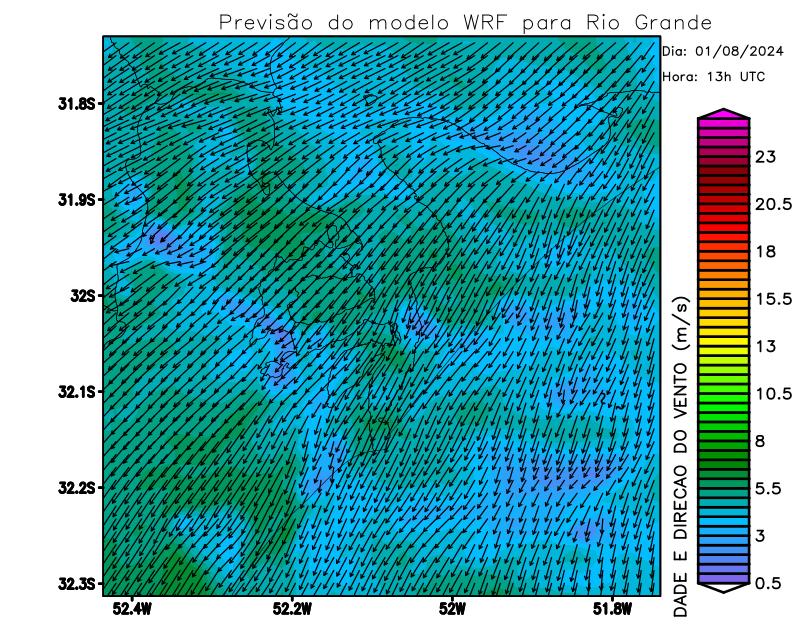 Previsão do modelo WRF para Rio Grande
Dia: 01/08/2024
Hora: 13h UTC
31.8S
31.9S
32S
32.1S
32.2S
32.3S
52.4W
52.2W
52W
51.8W
23
20.5
18
15.5
13
10.5
8
5.5
3
0.5
DADE E DIRECAO DO VENTO (m/s)